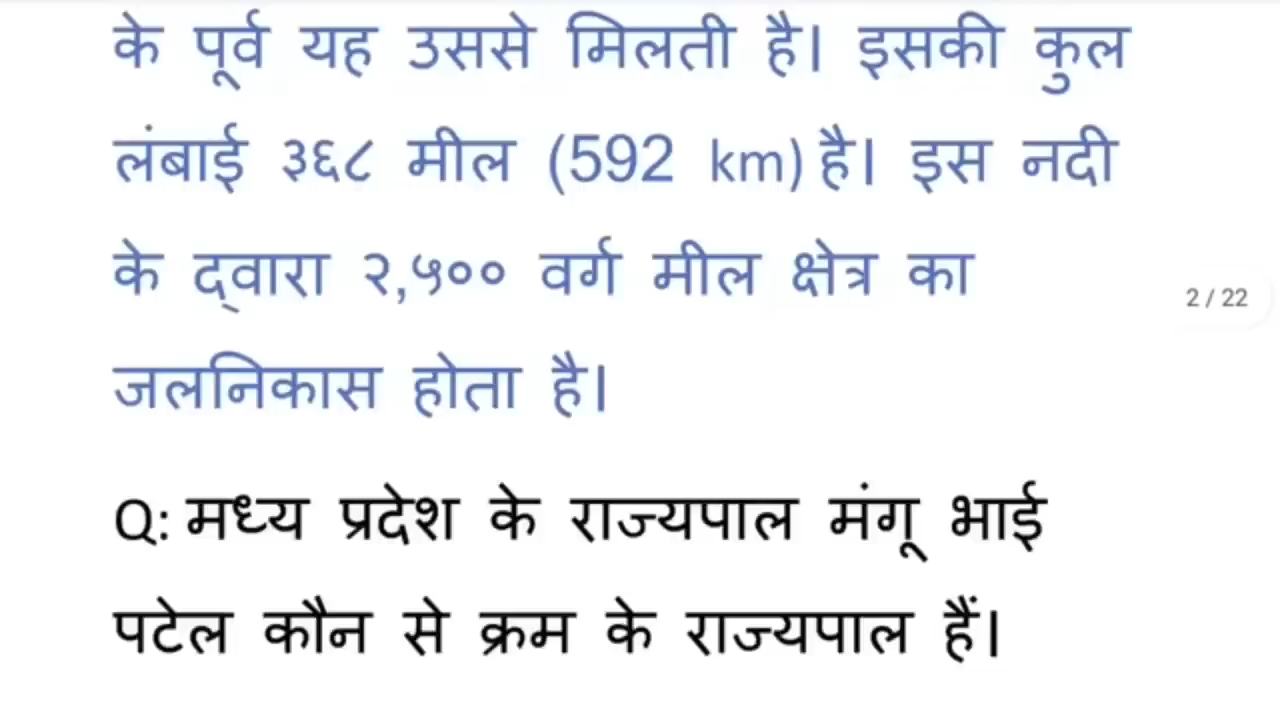 के पूर्व यह उससे मिलती है। इसकी कुल
लंबाई ३६८ मील (592 km) है। इस नदी
के द्वारा २,५०० वर्ग मील क्षेत्र का
2 / 22
जलनिकास होता है।
Q: मध्य प्रदेश के राज्यपाल मंगू भाई
पटेल कौन से क्रम के राज्यपाल हैं।